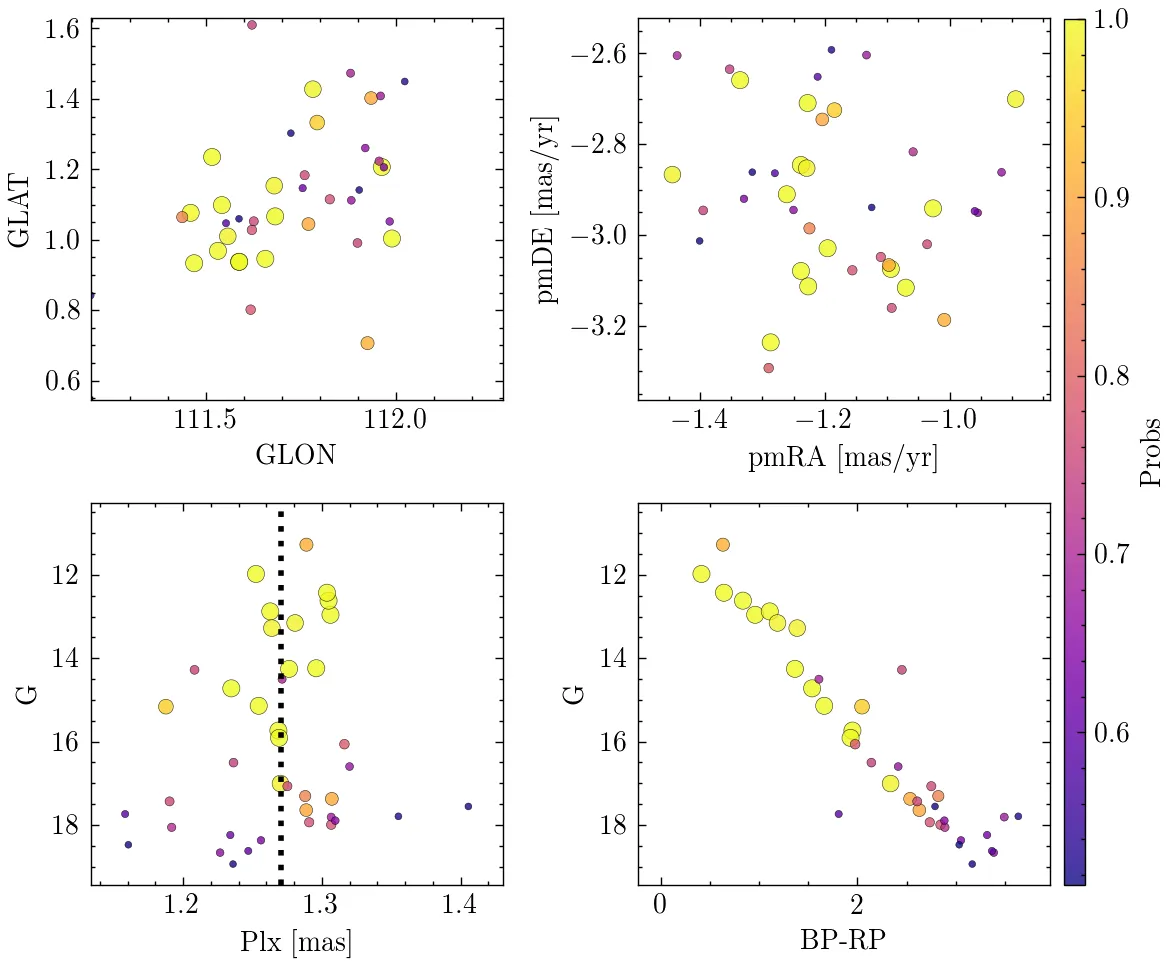 1.6
1.4
1.2
1.0
0.8
0.6
GLAT
111.5 112.0
GLON
−2.6
−2.8
−3.0
−3.2
pmDE [mas/yr]
−1.4 −1.2 −1.0
pmRA [mas/yr]
1.0
0.9
0.8
0.7
0.6
Probs
12
14
16
18
G
1.2 1.3 1.4
Plx [mas]
12
14
16
18
G
0 2
BP-RP